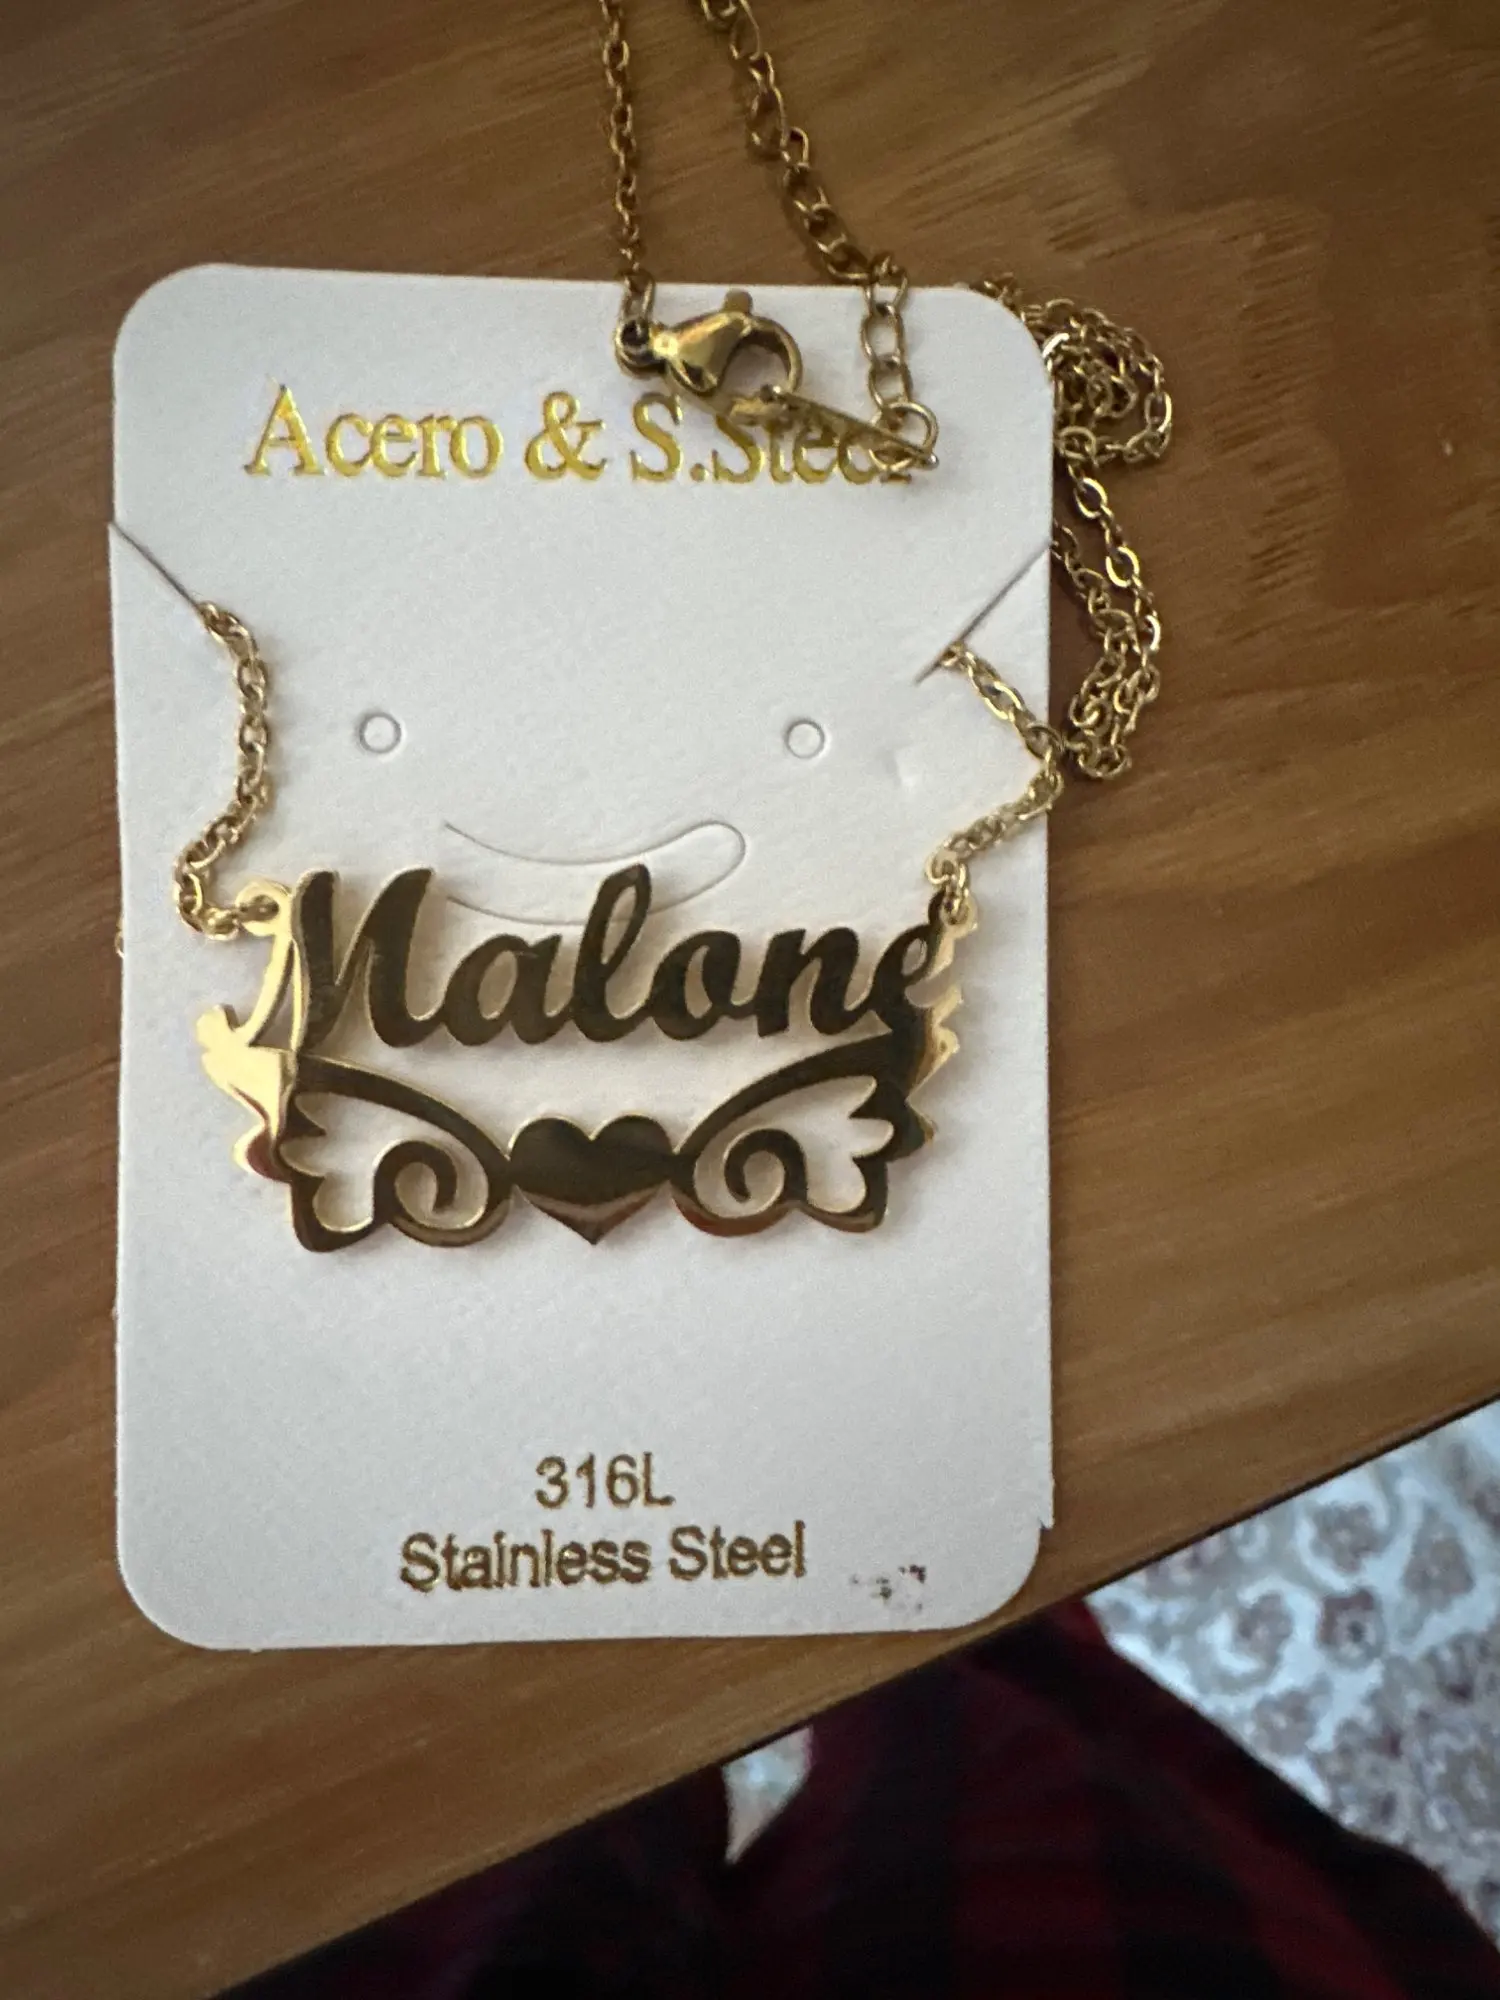 Acero & S.Steel
Malone
316L
Stainless Steel